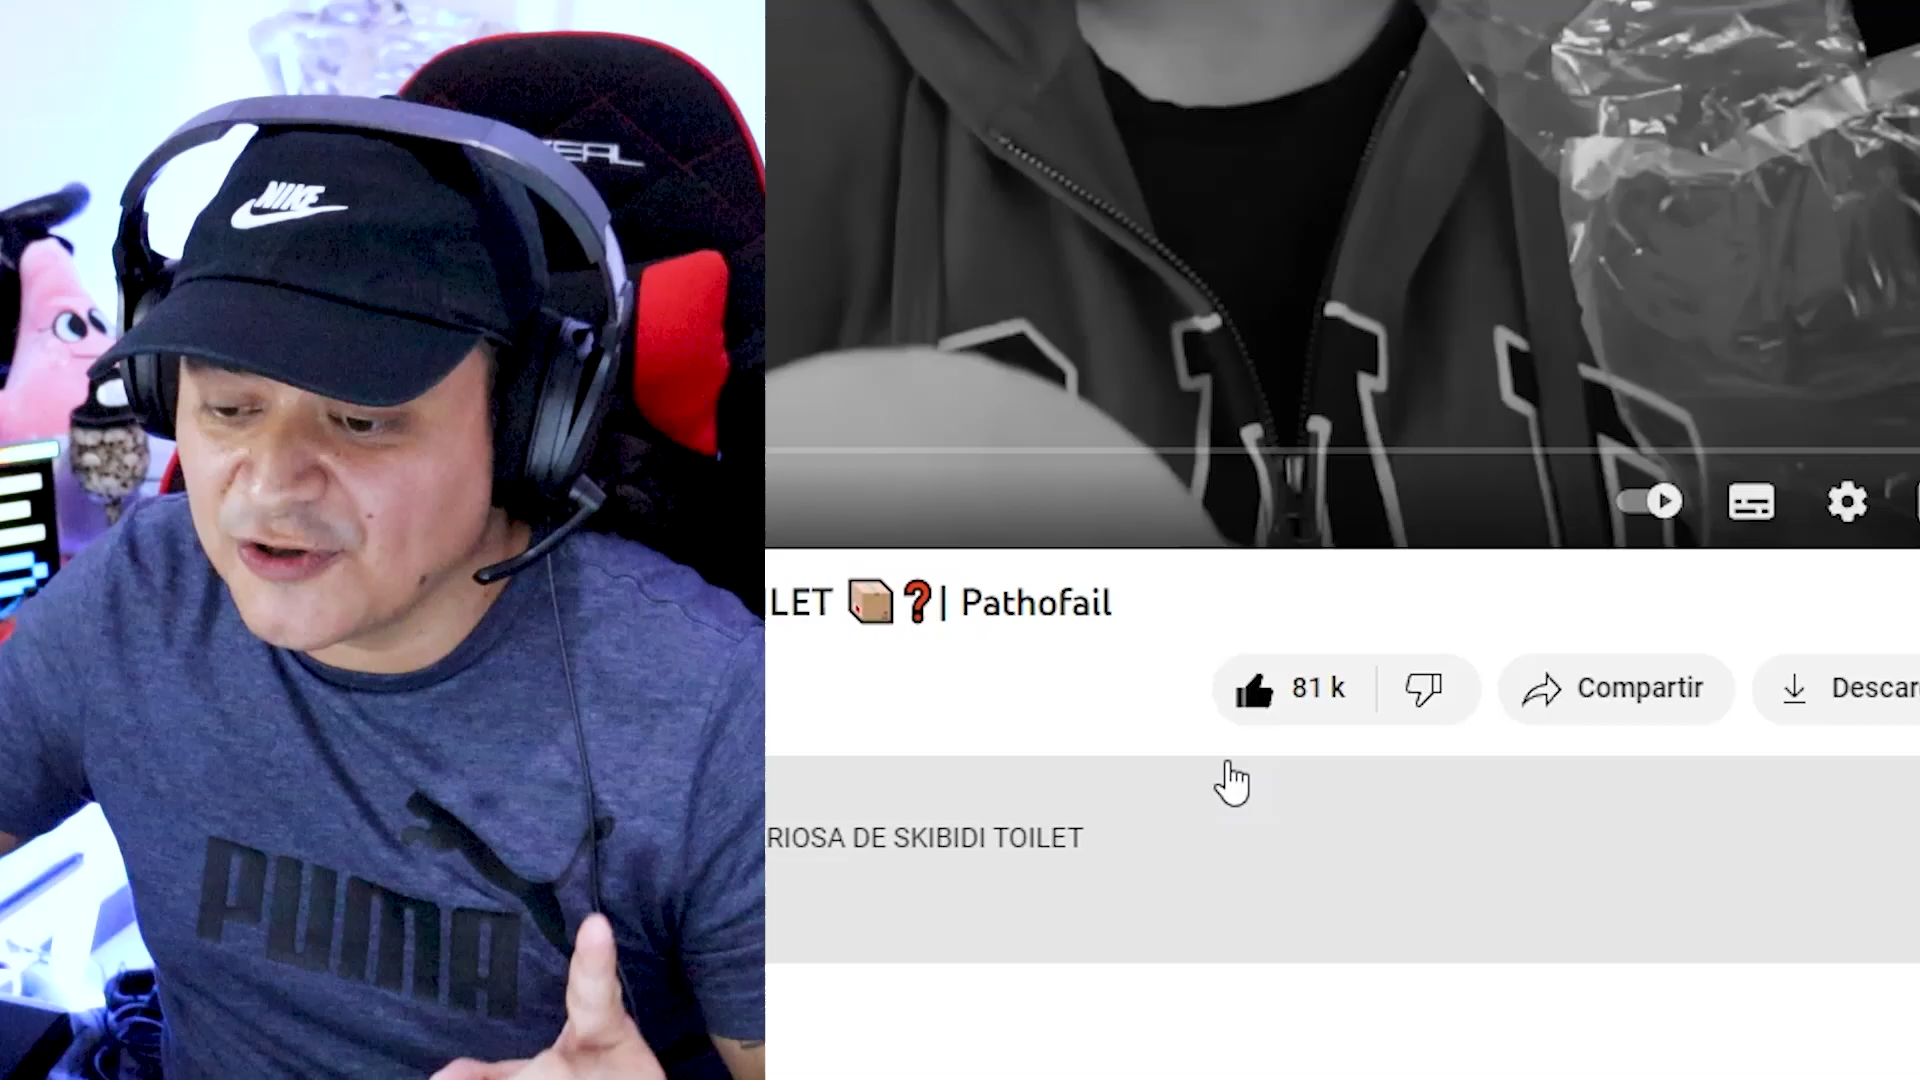 NIKE
PUMA
LET 📦❓| Pathofail
81 k
Compartir
Descar
RIOSA DE SKIBIDI TOILET